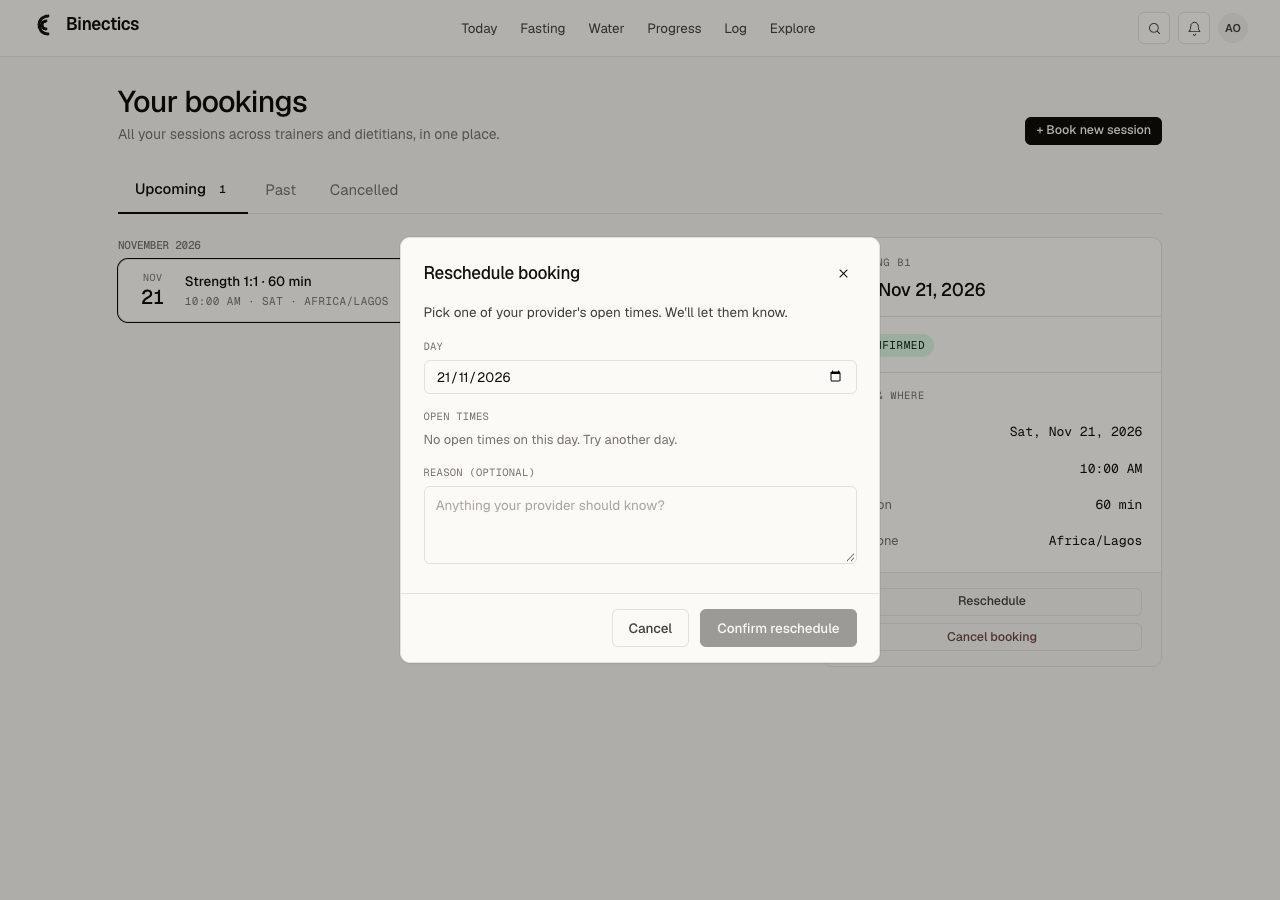 Binectics
Today
Fasting
Water
Progress
Log
Explore
AO
Your bookings
All your sessions across trainers and dietitians, in one place.
+ Book new session
Upcoming 1
Past
Cancelled
NOVEMBER 2026
NOV
21
Strength 1:1 · 60 min
10:00 AM · SAT · AFRICA/LAGOS
Reschedule booking
Pick one of your provider's open times. We'll let them know.
DAY
21/11/2026
OPEN TIMES
No open times on this day. Try another day.
REASON (OPTIONAL)
Anything your provider should know?
Cancel
Confirm reschedule
B1
Nov 21, 2026
WHERE
Sat, Nov 21, 2026
10:00 AM
60 min
Africa/Lagos
Reschedule
Cancel booking